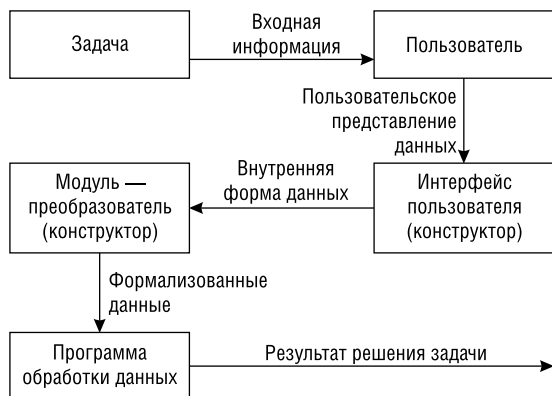 Задача
Входная
информация
Пользователь
Пользовательское
представление
данных
Интерфейс
пользователя
(конструктор)
Внутренняя
форма данных
Модуль —
преобразователь
(конструктор)
Формализованные
данные
Программа
обработки данных
Результат решения задачи